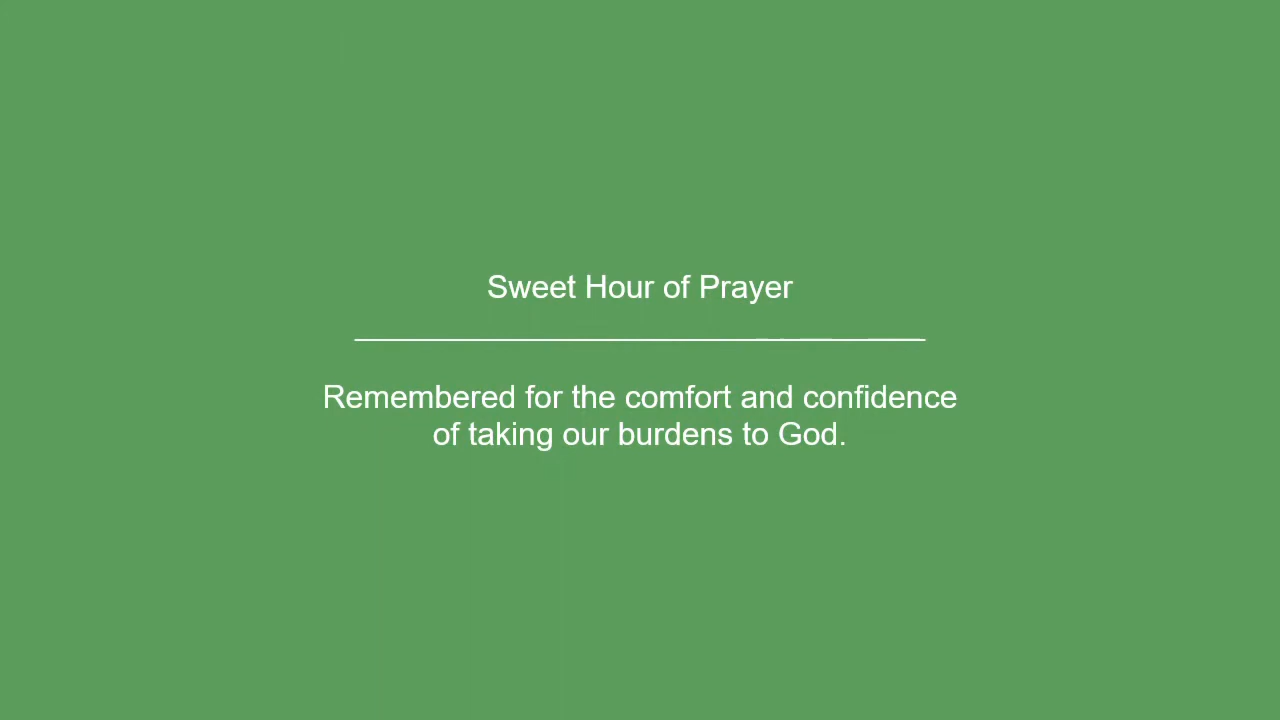 Sweet Hour of Prayer
Remembered for the comfort and confidence
of taking our burdens to God.